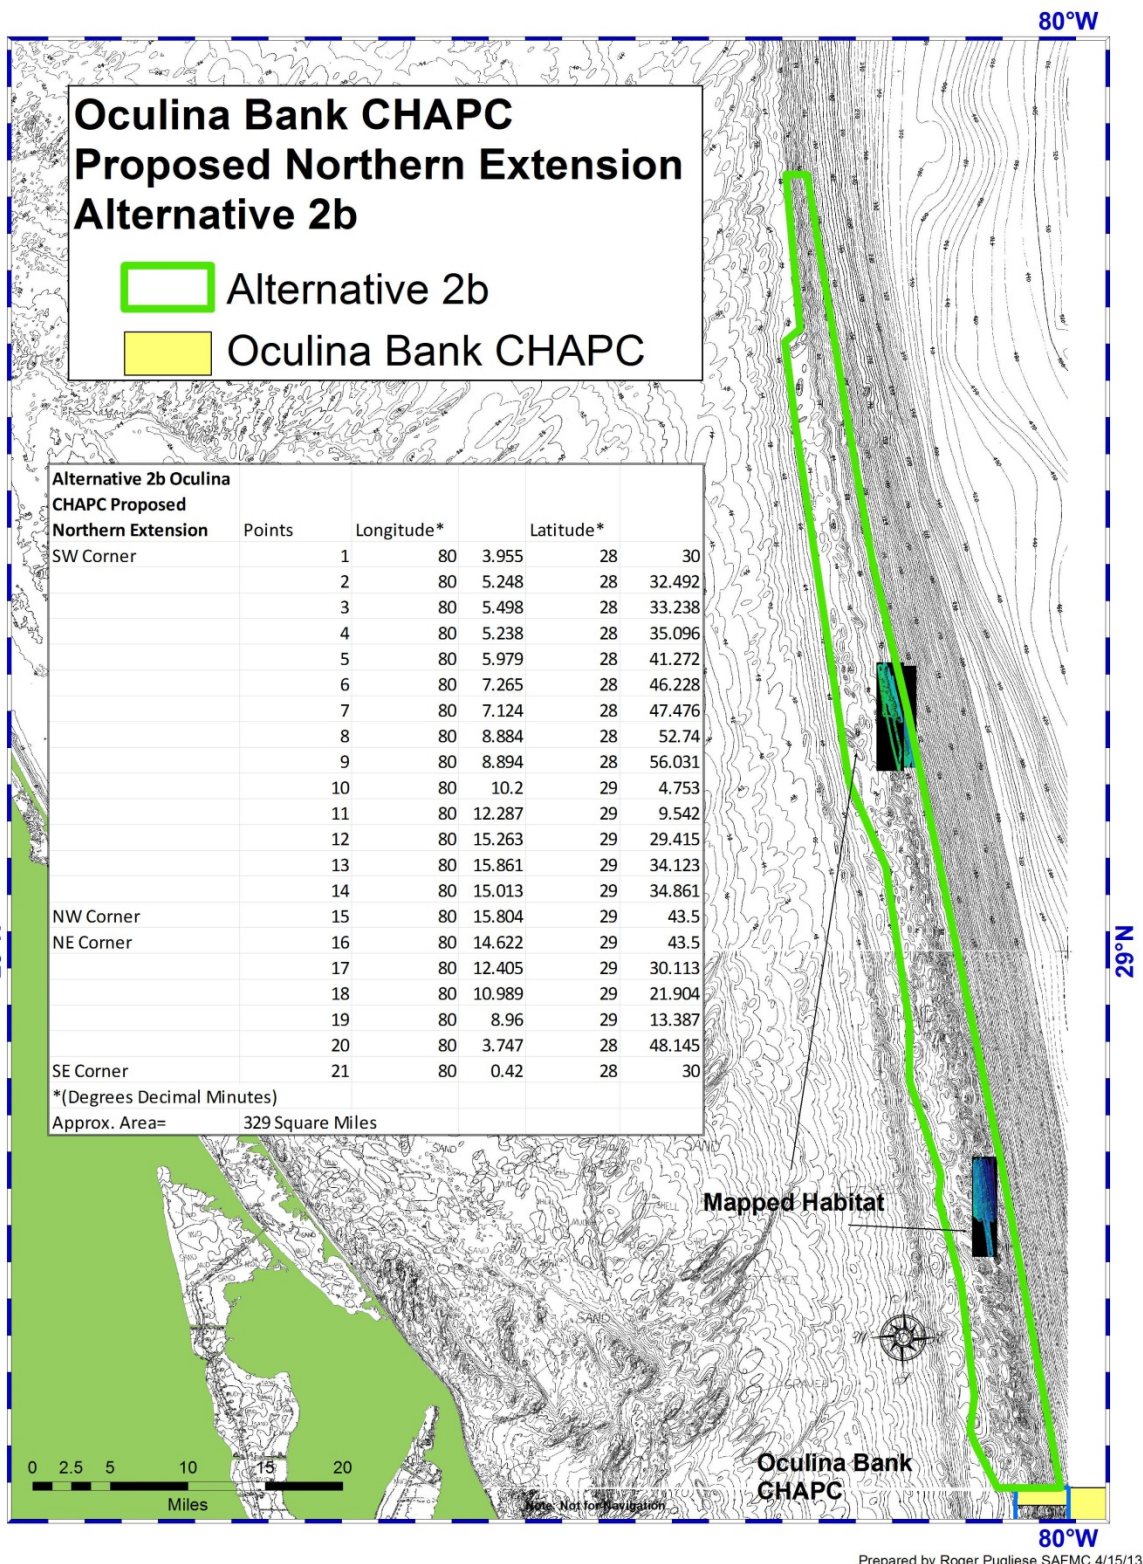 80°W
Oculina Bank CHAPC
Proposed Northern Extension
Alternative 2b
Alternative 2b
Oculina Bank CHAPC
Alternative 2b Oculina
CHAPC Proposed
Northern Extension Points Longitude* Latitude*
SW Corner 1 80 3.955 28 30
2 80 5.248 28 32.492
3 80 5.498 28 33.238
4 80 5.238 28 35.096
5 80 5.979 28 41.272
6 80 7.265 28 46.228
7 80 7.124 28 47.476
8 80 8.884 28 52.74
9 80 8.894 28 56.031
10 80 10.2 29 4.753
11 80 12.287 29 9.542
12 80 15.263 29 29.415
13 80 15.861 29 34.123
14 80 15.013 29 34.861
NW Corner 15 80 15.804 29 43.5
NE Corner 16 80 14.622 29 43.5
17 80 12.405 29 30.113
18 80 10.989 29 21.904
19 80 8.96 29 13.387
20 80 3.747 28 48.145
SE Corner 21 80 0.42 28 30
*(Degrees Decimal Minutes)
Approx. Area= 329 Square Miles
29°N
SAND
Mapped Habitat
SAND
GRAVEL
Oculina Bank
CHAPC
0 2.5 5 10 15 20
Miles
Note: Not for Navigation
80°W
Prepared by Roger Pugliese SAFMC 4/15/13